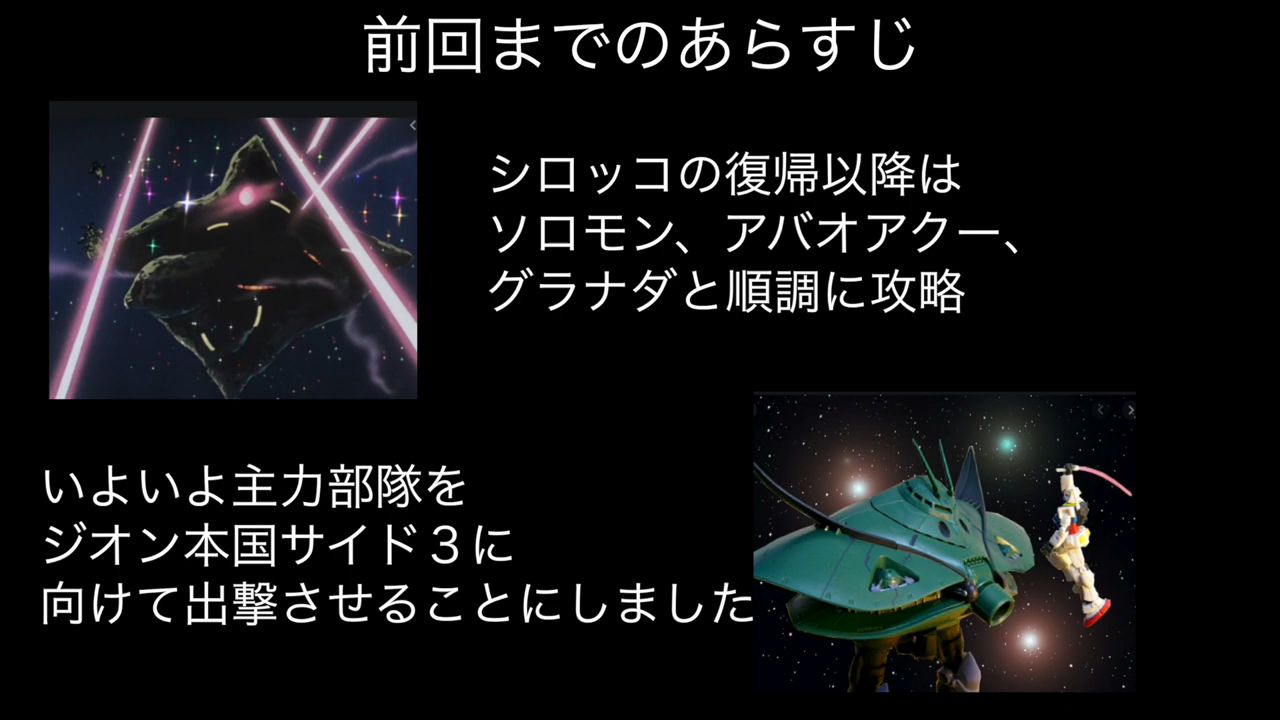 前回までのあらすじ
シロッコの復帰以降は
ソロモン、アバオアクー、
グラナダと順調に攻略
いよいよ主力部隊を
ジオン本国サイド３に
向けて出撃させることにしました